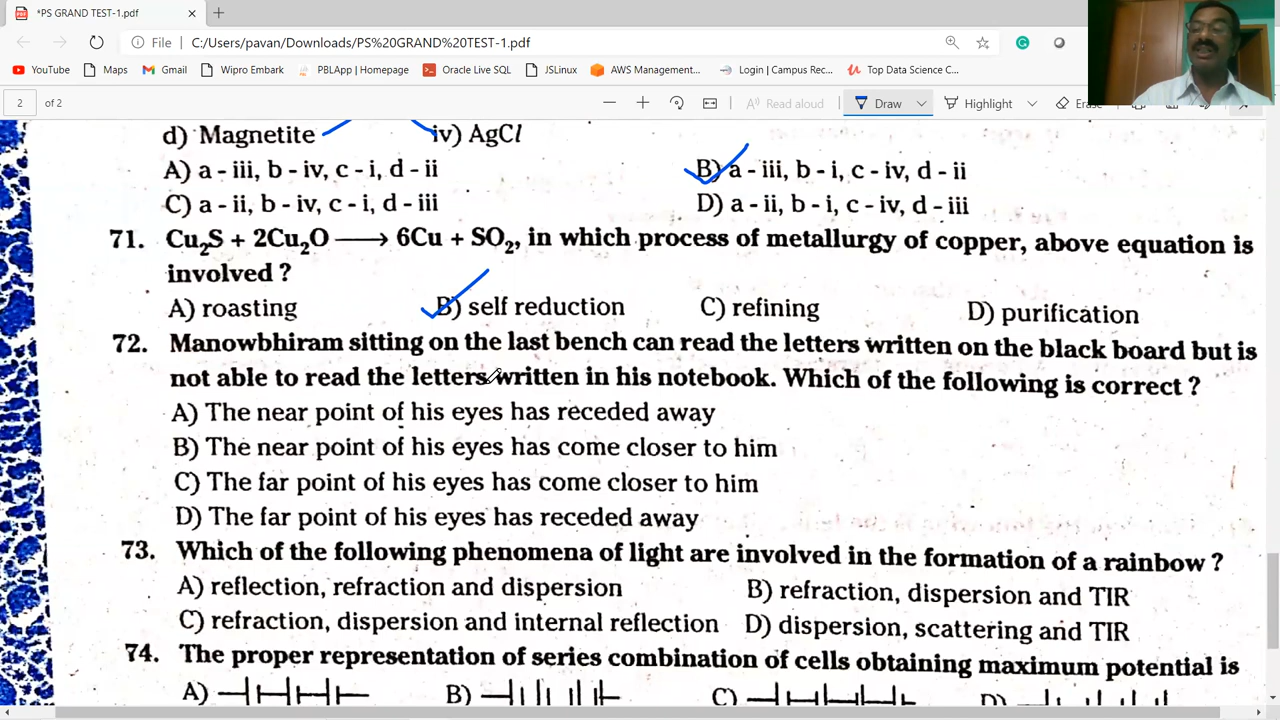 *PS GRAND TEST-1.pdf
File C:/Users/pavan/Downloads/PS%20GRAND%20TEST-1.pdf
YouTube Maps Gmail Wipro Embark PBLApp | Homepage Oracle Live SQL JSLinux AWS Management... Login | Campus Rec... Top Data Science C...
2 of 2 Read aloud Draw Highlight Erase
d) Magnetite iv) AgCl
A) a - iii, b - iv, c - i, d - ii B) a - iii, b - i, c - iv, d - ii
C) a - ii, b - iv, c - i, d - iii D) a - ii, b - i, c - iv, d - iii
71. Cu₂S + 2Cu₂O ⟶ 6Cu + SO₂, in which process of metallurgy of copper, above equation is
involved ?
A) roasting B) self reduction C) refining D) purification
72. Manowbhiram sitting on the last bench can read the letters written on the black board but is
not able to read the letters written in his notebook. Which of the following is correct ?
A) The near point of his eyes has receded away
B) The near point of his eyes has come closer to him
C) The far point of his eyes has come closer to him
D) The far point of his eyes has receded away
73. Which of the following phenomena of light are involved in the formation of a rainbow ?
A) reflection, refraction and dispersion B) refraction, dispersion and TIR
C) refraction, dispersion and internal reflection D) dispersion, scattering and TIR
74. The proper representation of series combination of cells obtaining maximum potential is
A) B) C) D)